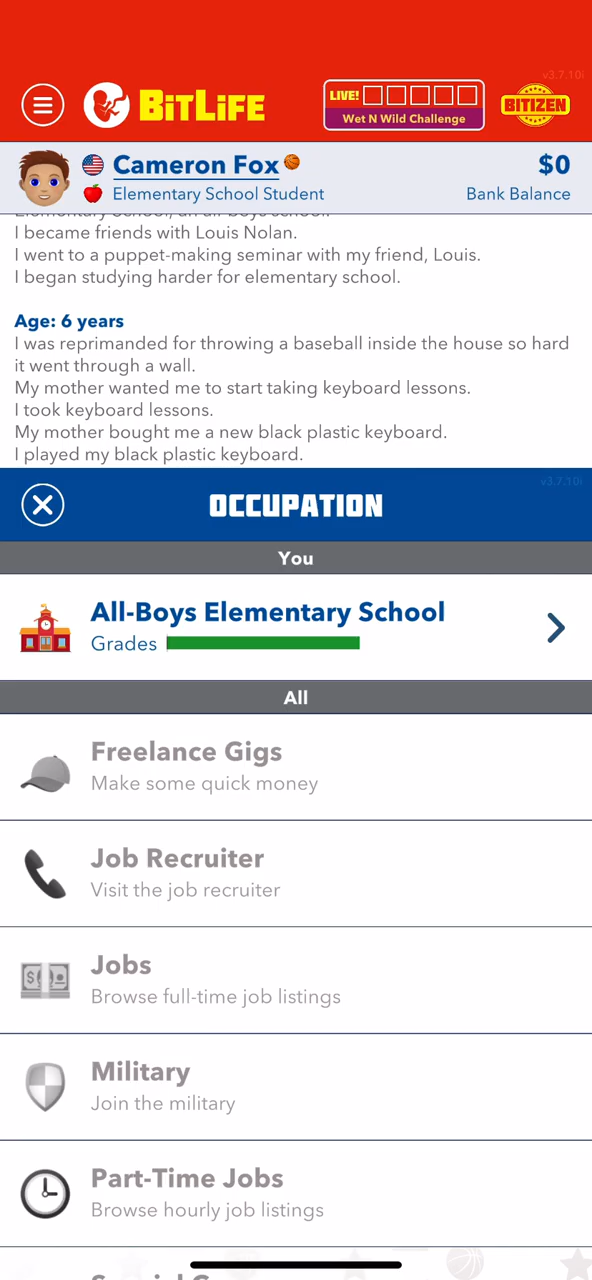 v3.7.10i
BitLife
LIVE!
Wet N Wild Challenge
BITIZEN
Cameron Fox
$0
Elementary School Student
Bank Balance
Elementary School, an all-boys school.
I became friends with Louis Nolan.
I went to a puppet-making seminar with my friend, Louis.
I began studying harder for elementary school.
Age: 6 years
I was reprimanded for throwing a baseball inside the house so hard
it went through a wall.
My mother wanted me to start taking keyboard lessons.
I took keyboard lessons.
My mother bought me a new black plastic keyboard.
I played my black plastic keyboard.
v3.7.10i
OCCUPATION
You
All-Boys Elementary School
Grades
All
Freelance Gigs
Make some quick money
Job Recruiter
Visit the job recruiter
Jobs
Browse full-time job listings
Military
Join the military
Part-Time Jobs
Browse hourly job listings